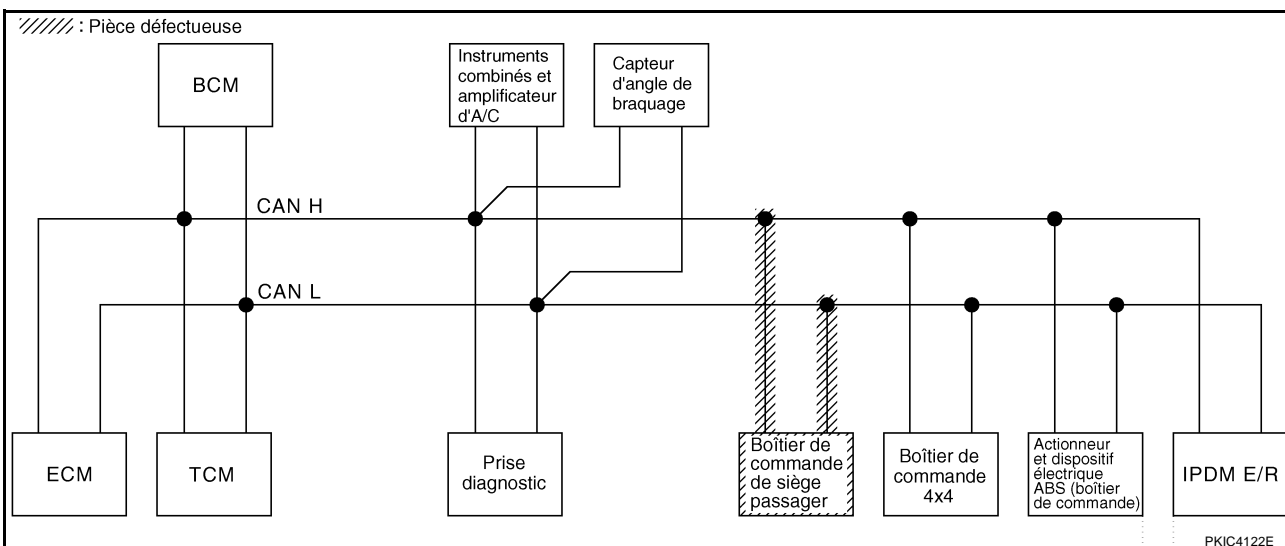 : Pièce défectueuse
BCM
Instruments
combinés et
amplificateur
d'A/C
Capteur
d'angle de
braquage
CAN H
CAN L
ECM
TCM
Prise
diagnostic
Boîtier de
commande
de siège
passager
Boîtier de
commande
4x4
Actionneur
et dispositif
électrique
ABS (boîtier
de commande)
IPDM E/R
PKIC4122E